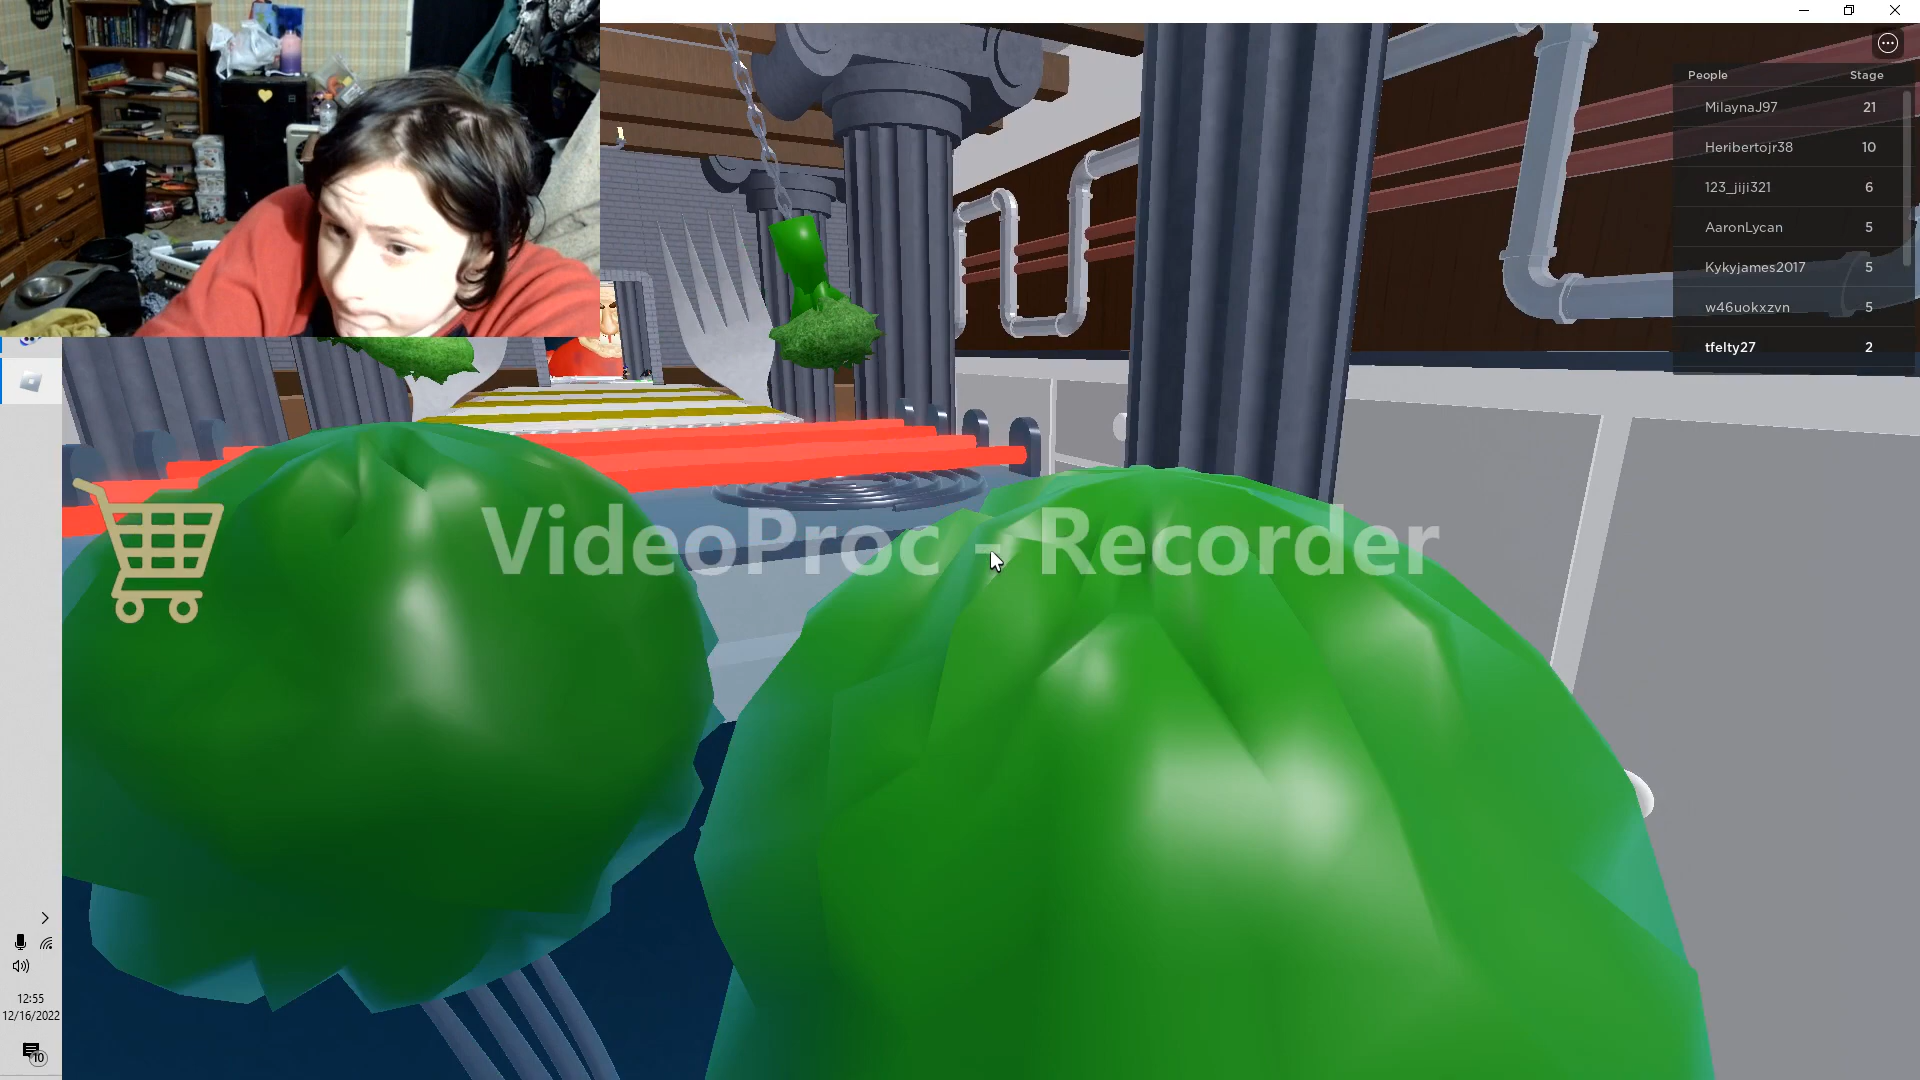 People Stage
MilaynaJ97 21
Heribertojr38 10
123_jiji321 6
AaronLycan 5
Kykyjames2017 5
w46uokxzvn 5
tfelty27 2
VideoProc - Recorder
12:55
12/16/2022
10